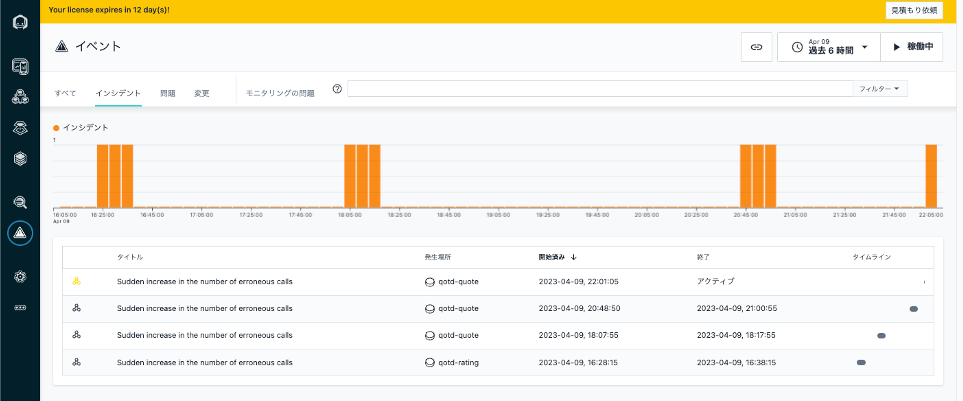 Your license expires in 12 day(s)!
見積もり依頼
イベント
Apr 09
過去 6 時間
稼働中
すべて
インシデント
問題
変更
モニタリングの問題
フィルター
インシデント
1
16:05:00
16:25:00
16:45:00
17:05:00
17:25:00
17:45:00
18:05:00
18:25:00
18:45:00
19:05:00
19:25:00
19:45:00
20:05:00
20:25:00
20:45:00
21:05:00
21:25:00
21:45:00
22:05:00
Apr 09
タイトル 発生場所 開始済み ↓ 終了 タイムライン
Sudden increase in the number of erroneous calls qotd-quote 2023-04-09, 22:01:05 アクティブ
Sudden increase in the number of erroneous calls qotd-quote 2023-04-09, 20:48:50 2023-04-09, 21:00:55
Sudden increase in the number of erroneous calls qotd-quote 2023-04-09, 18:07:55 2023-04-09, 18:17:55
Sudden increase in the number of erroneous calls qotd-rating 2023-04-09, 16:28:15 2023-04-09, 16:38:15